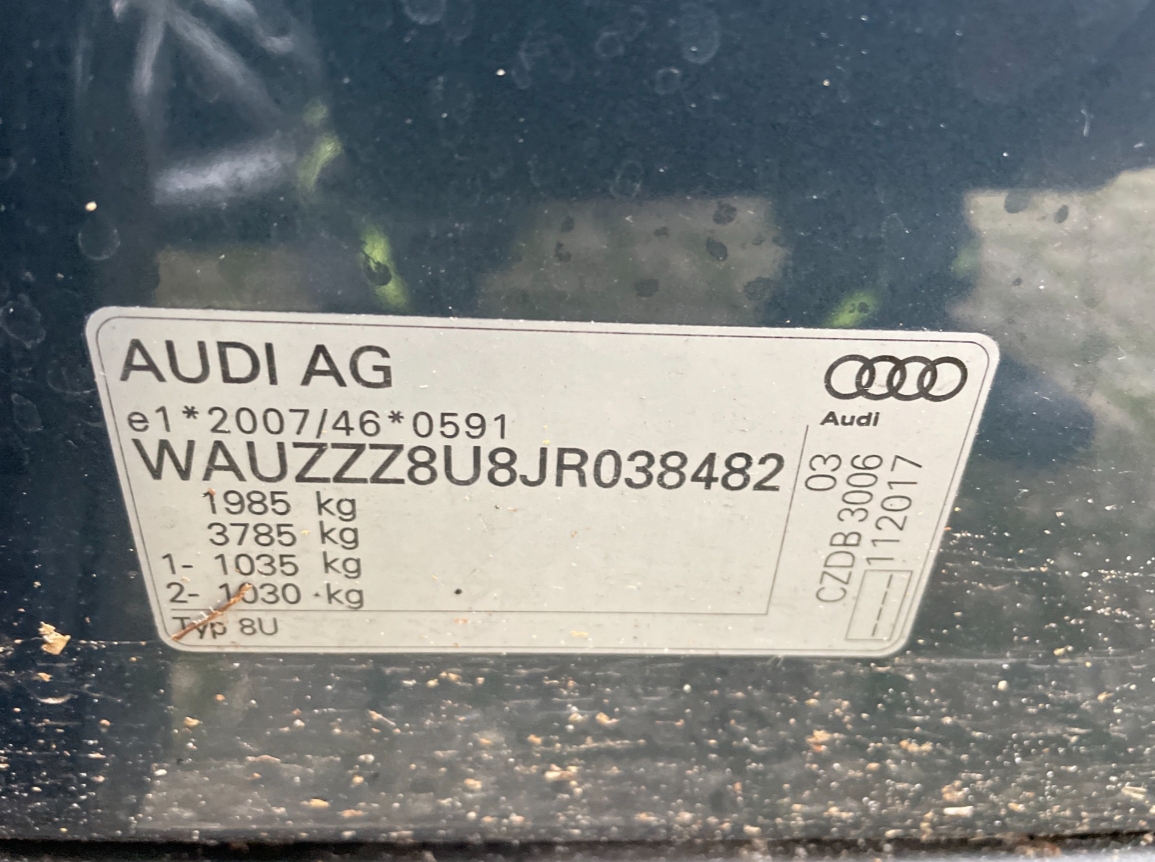 AUDI AG
Audi
e1*2007/46*0591
WAUZZZ8U8JR038482
1985 kg
3785 kg
1- 1035 kg
2- 1030 kg
Typ 8U
03
CZDB 3006
----112017